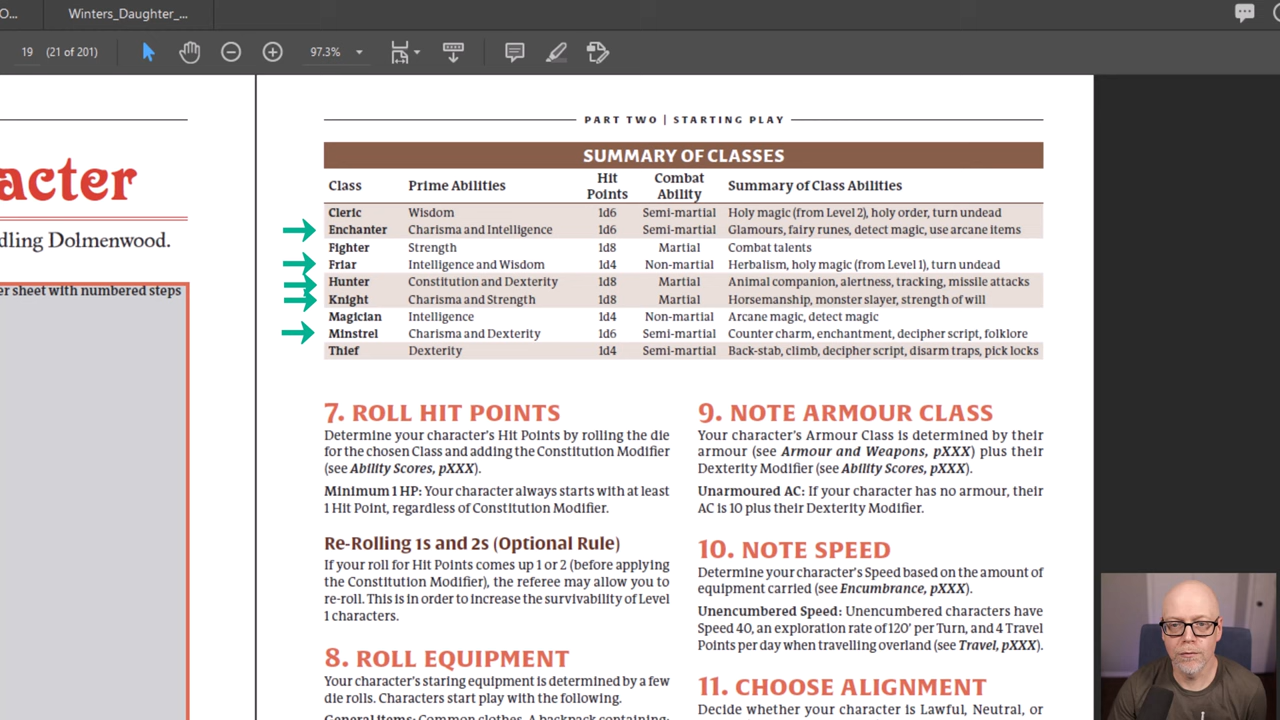 O...
Winters_Daughter_...
19 (21 of 201)
97.3%
acter
dling Dolmenwood.
er sheet with numbered steps
PART TWO | STARTING PLAY
SUMMARY OF CLASSES
Class Prime Abilities Hit Points Combat Ability Summary of Class Abilities
Cleric Wisdom 1d6 Semi-martial Holy magic (from Level 2), holy order, turn undead
Enchanter Charisma and Intelligence 1d6 Semi-martial Glamours, fairy runes, detect magic, use arcane items
Fighter Strength 1d8 Martial Combat talents
Friar Intelligence and Wisdom 1d4 Non-martial Herbalism, holy magic (from Level 1), turn undead
Hunter Constitution and Dexterity 1d8 Martial Animal companion, alertness, tracking, missile attacks
Knight Charisma and Strength 1d8 Martial Horsemanship, monster slayer, strength of will
Magician Intelligence 1d4 Non-martial Arcane magic, detect magic
Minstrel Charisma and Dexterity 1d6 Semi-martial Counter charm, enchantment, decipher script, folklore
Thief Dexterity 1d4 Semi-martial Back-stab, climb, decipher script, disarm traps, pick locks
7. ROLL HIT POINTS
Determine your character's Hit Points by rolling the die
for the chosen Class and adding the Constitution Modifier
(see Ability Scores, pXXX).
Minimum 1 HP: Your character always starts with at least
1 Hit Point, regardless of Constitution Modifier.
Re-Rolling 1s and 2s (Optional Rule)
If your roll for Hit Points comes up 1 or 2 (before applying
the Constitution Modifier), the referee may allow you to
re-roll. This is in order to increase the survivability of Level
1 characters.
8. ROLL EQUIPMENT
Your character's staring equipment is determined by a few
die rolls. Characters start play with the following.
General items: Common clothes. A backpack containing:
9. NOTE ARMOUR CLASS
Your character's Armour Class is determined by their
armour (see Armour and Weapons, pXXX) plus their
Dexterity Modifier (see Ability Scores, pXXX).
Unarmoured AC: If your character has no armour, their
AC is 10 plus their Dexterity Modifier.
10. NOTE SPEED
Determine your character's Speed based on the amount of
equipment carried (see Encumbrance, pXXX).
Unencumbered Speed: Unencumbered characters have
Speed 40, an exploration rate of 120' per Turn, and 4 Travel
Points per day when travelling overland (see Travel, pXXX).
11. CHOOSE ALIGNMENT
Decide whether your character is Lawful, Neutral, or